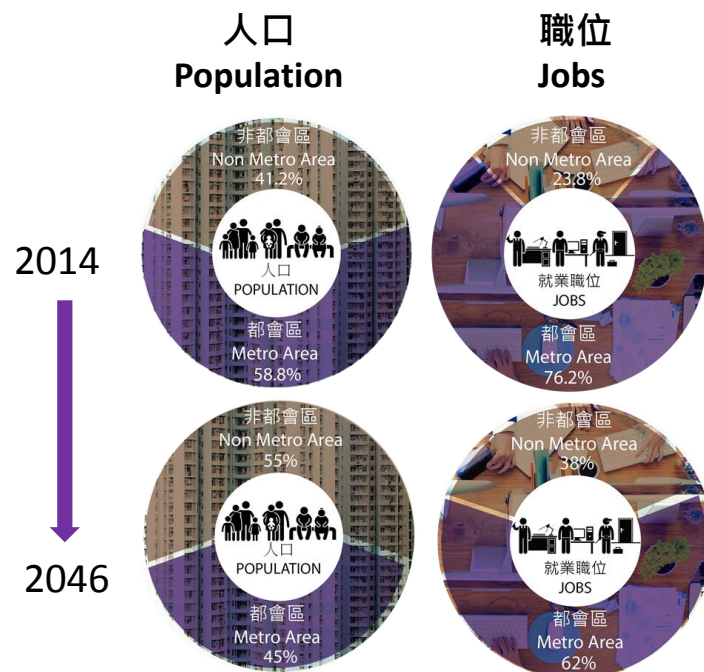 人口
Population
職位
Jobs
2014
非都會區
Non Metro Area
41.2%
人口
POPULATION
都會區
Metro Area
58.8%
非都會區
Non Metro Area
23.8%
就業職位
JOBS
都會區
Metro Area
76.2%
2046
非都會區
Non Metro Area
55%
人口
POPULATION
都會區
Metro Area
45%
非都會區
Non Metro Area
38%
就業職位
JOBS
都會區
Metro Area
62%